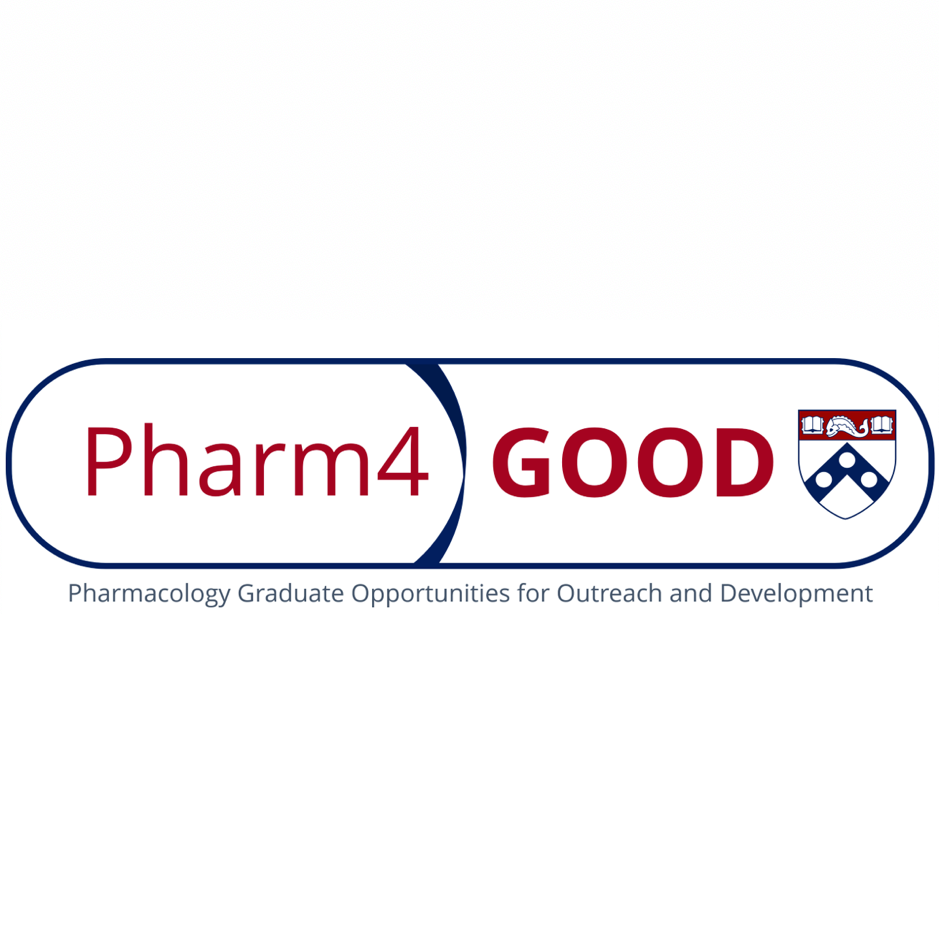 Pharm4 GOOD
Pharmacology Graduate Opportunities for Outreach and Development